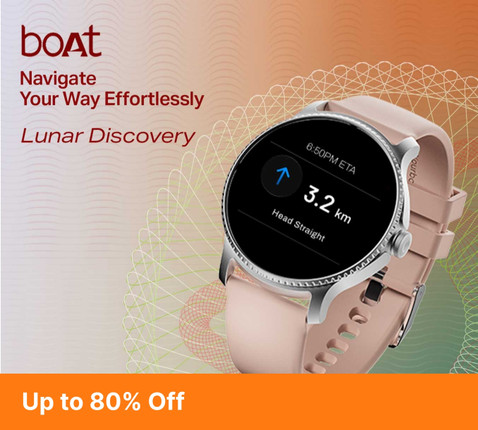 boAt
Navigate
Your Way Effortlessly
Lunar Discovery
6:50PM ETA
3.2 km
Head Straight
Up to 80% Off